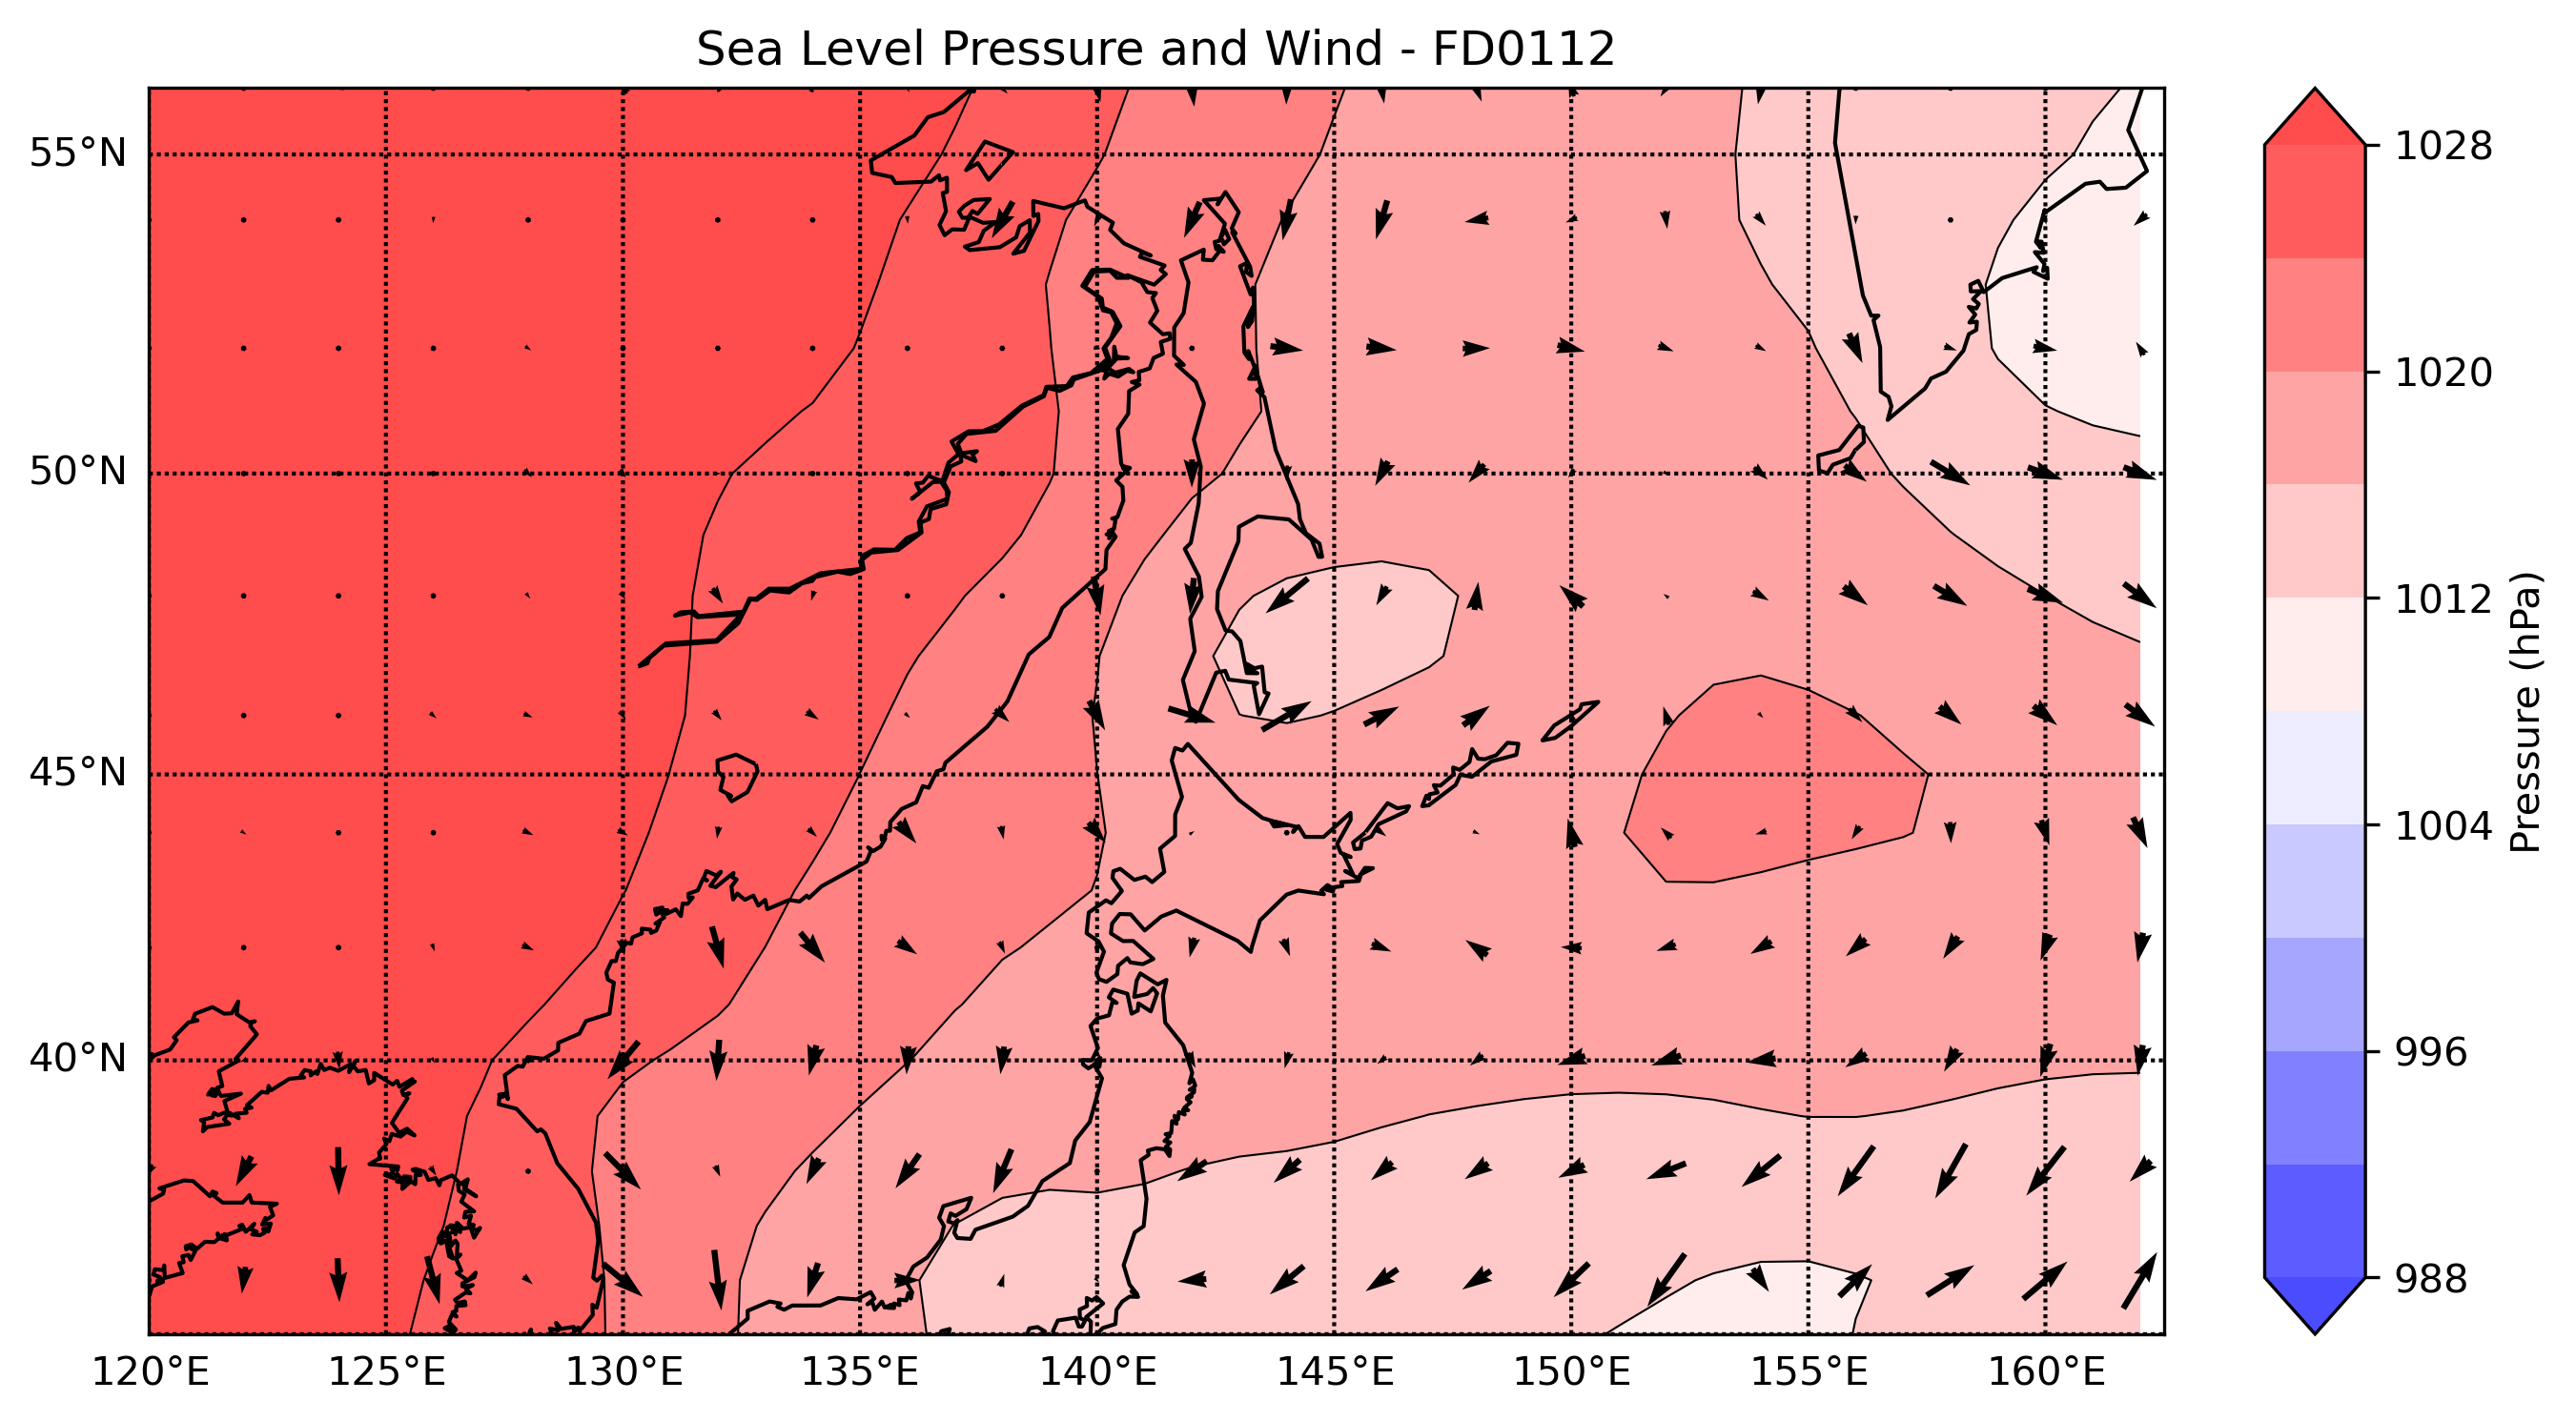 Sea Level Pressure and Wind - FD0112
55°N
50°N
45°N
40°N
120°E 125°E 130°E 135°E 140°E 145°E 150°E 155°E 160°E
1028
1020
1012
1004
996
988
Pressure (hPa)